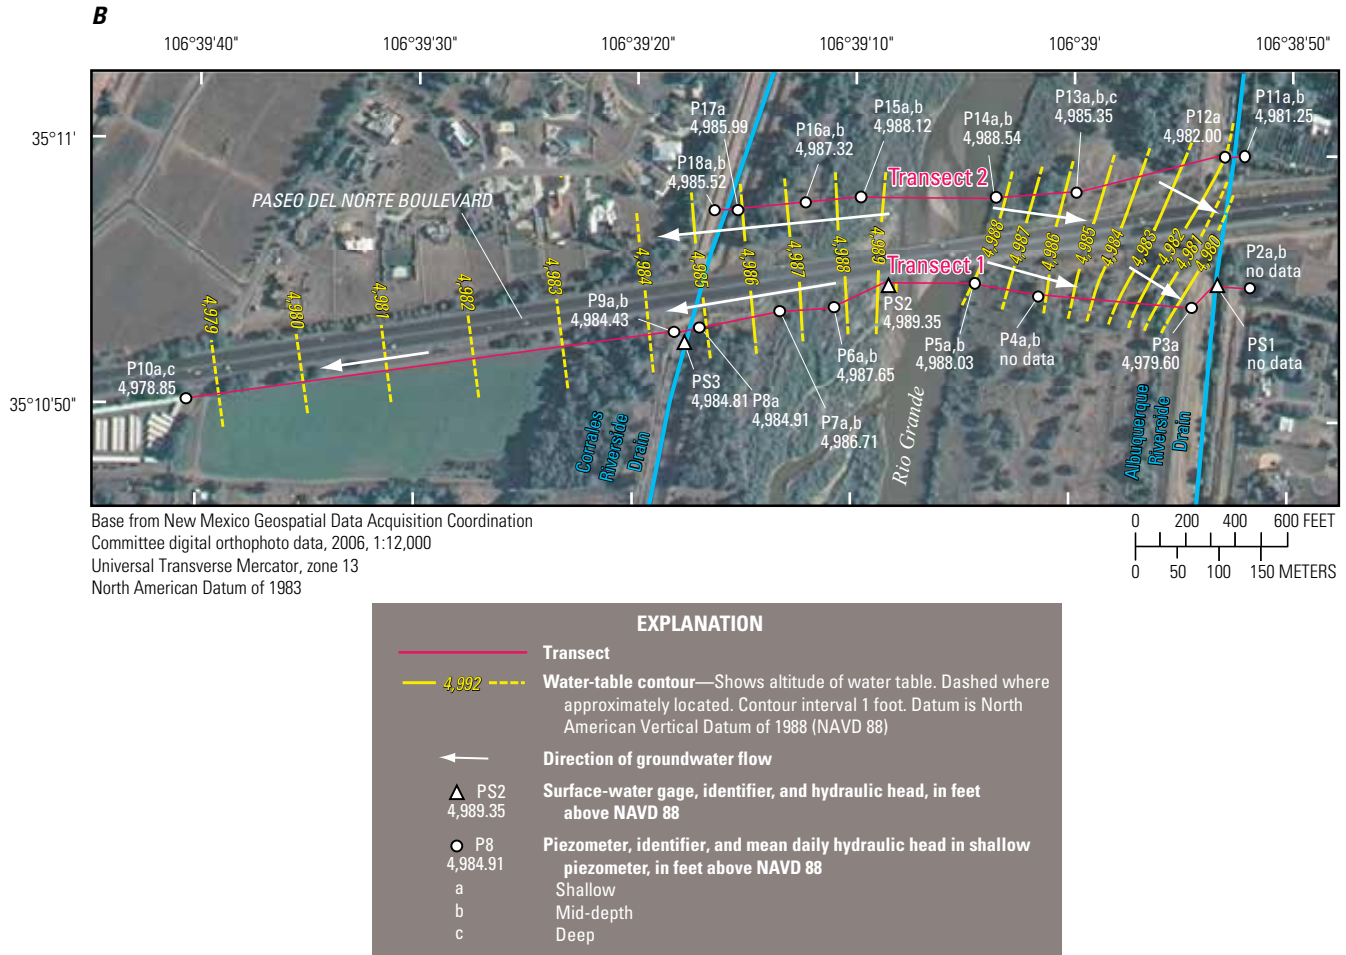 B
106°39'40"
106°39'30"
106°39'20"
106°39'10"
106°39'
106°38'50"
35°11'
35°10'50"
P17a
4,985.99
P18a,b
4,985.52
P16a,b
4,987.32
P15a,b
4,988.12
P14a,b
4,988.54
P13a,b,c
4,985.35
P12a
4,982.00
P11a,b
4,981.25
Transect 2
PASEO DEL NORTE BOULEVARD
Transect 1
4,979
4,980
4,981
4,982
4,983
4,984
4,985
4,986
4,987
4,988
4,989
4,988
4,987
4,986
4,985
4,984
4,983
4,982
4,981
4,980
P2a,b
no data
P9a,b
4,984.43
PS2
4,989.35
P10a,c
4,978.85
PS3
4,984.81
P8a
4,984.91
P7a,b
4,986.71
P6a,b
4,987.65
P5a,b
4,988.03
P4a,b
no data
P3a
4,979.60
PS1
no data
Corrales
Riverside
Drain
Rio Grande
Albuquerque
Riverside
Drain
Base from New Mexico Geospatial Data Acquisition Coordination
Committee digital orthophoto data, 2006, 1:12,000
Universal Transverse Mercator, zone 13
North American Datum of 1983
0 200 400 600 FEET
0 50 100 150 METERS
EXPLANATION
Transect
4,992 Water-table contour—Shows altitude of water table. Dashed where
approximately located. Contour interval 1 foot. Datum is North
American Vertical Datum of 1988 (NAVD 88)
Direction of groundwater flow
PS2 Surface-water gage, identifier, and hydraulic head, in feet
4,989.35 above NAVD 88
P8 Piezometer, identifier, and mean daily hydraulic head in shallow
4,984.91 piezometer, in feet above NAVD 88
a Shallow
b Mid-depth
c Deep